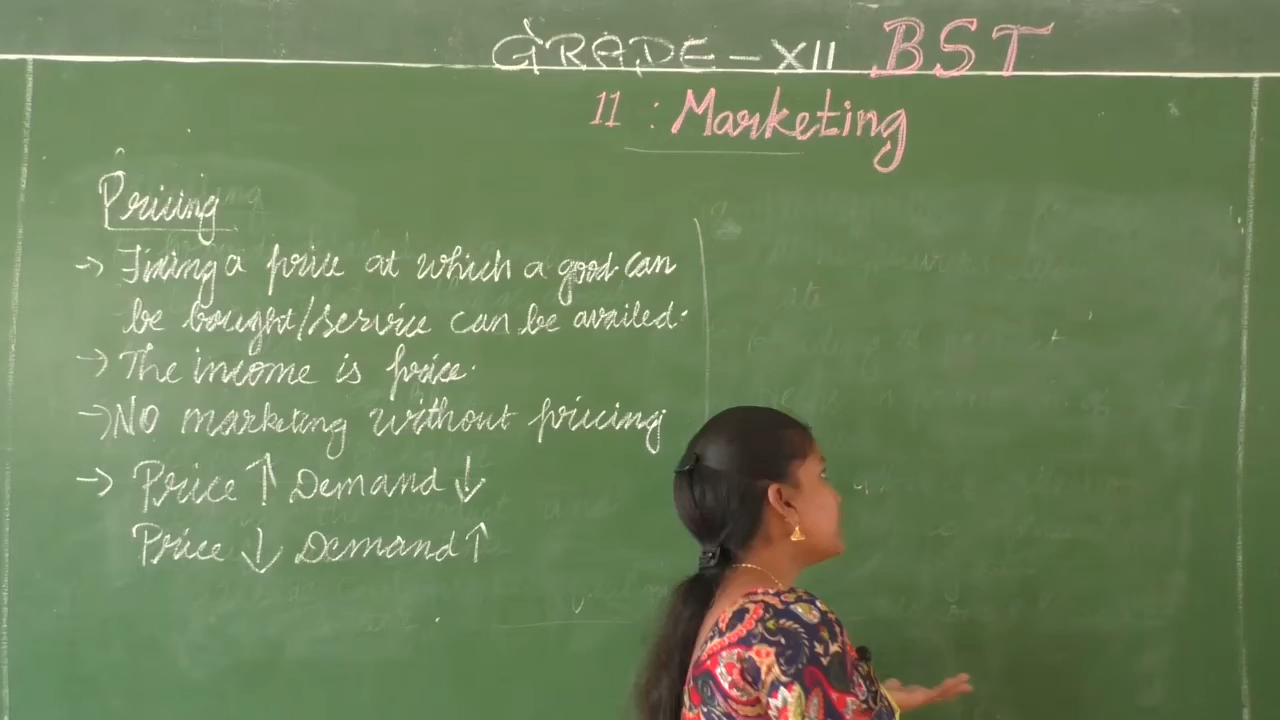 GRADE - XII BST
11 : Marketing
Pricing
→ Fixing a price at which a good can
be bought/service can be availed.
→ The income is price.
→ No marketing without pricing
→ Price ↑ Demand ↓
Price ↓ Demand ↑